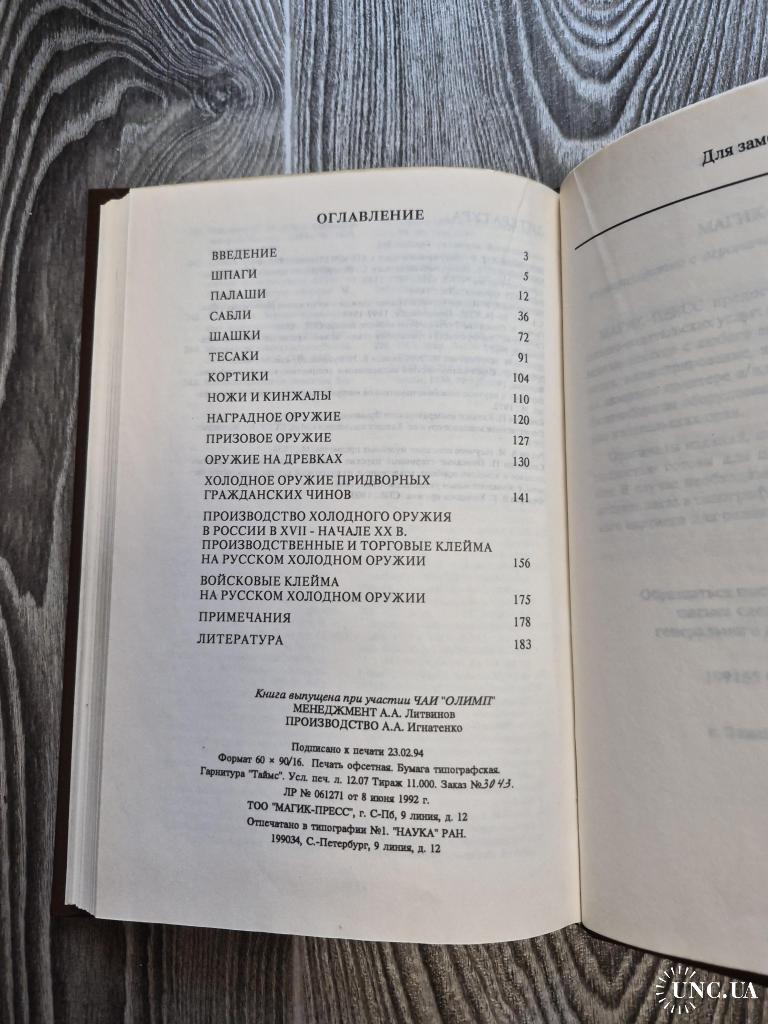 ОГЛАВЛЕНИЕ
ВВЕДЕНИЕ 3
ШПАГИ 5
ПАЛАШИ 12
САБЛИ 36
ШАШКИ 72
ТЕСАКИ 91
КОРТИКИ 104
НОЖИ И КИНЖАЛЫ 110
НАГРАДНОЕ ОРУЖИЕ 120
ПРИЗОВОЕ ОРУЖИЕ 127
ОРУЖИЕ НА ДРЕВКАХ 130
ХОЛОДНОЕ ОРУЖИЕ ПРИДВОРНЫХ
ГРАЖДАНСКИХ ЧИНОВ 141
ПРОИЗВОДСТВО ХОЛОДНОГО ОРУЖИЯ
В РОССИИ В XVII - НАЧАЛЕ XX В.
ПРОИЗВОДСТВЕННЫЕ И ТОРГОВЫЕ КЛЕЙМА
НА РУССКОМ ХОЛОДНОМ ОРУЖИИ 156
ВОЙСКОВЫЕ КЛЕЙМА
НА РУССКОМ ХОЛОДНОМ ОРУЖИИ 175
ПРИМЕЧАНИЯ 178
ЛИТЕРАТУРА 183
Книга выпущена при участии ЧАИ "ОЛИМП"
МЕНЕДЖМЕНТ А.А. Литвинов
ПРОИЗВОДСТВО А.А. Игнатенко
Подписано к печати 23.02.94
Формат 60 × 90/16. Печать офсетная. Бумага типографская.
Гарнитура "Таймс". Усл. печ. л. 12.07 Тираж 11.000. Заказ №3043.
ЛР № 061271 от 8 июня 1992 г.
ТОО "МАГИК-ПРЕСС", г. С-Пб, 9 линия, д. 12
Отпечатано в типографии №1. "НАУКА" РАН.
199034, С.-Петербург, 9 линия, д. 12
Для
UNC.UA